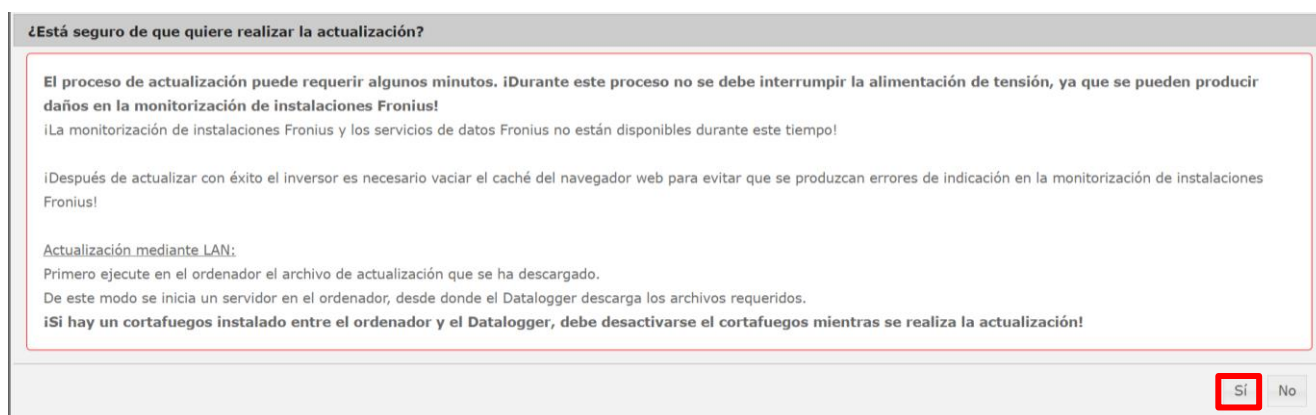 ¿Está seguro de que quiere realizar la actualización?
El proceso de actualización puede requerir algunos minutos. ¡Durante este proceso no se debe interrumpir la alimentación de tensión, ya que se pueden producir
daños en la monitorización de instalaciones Fronius!
¡La monitorización de instalaciones Fronius y los servicios de datos Fronius no están disponibles durante este tiempo!
¡Después de actualizar con éxito el inversor es necesario vaciar el caché del navegador web para evitar que se produzcan errores de indicación en la monitorización de instalaciones
Fronius!
Actualización mediante LAN:
Primero ejecute en el ordenador el archivo de actualización que se ha descargado.
De este modo se inicia un servidor en el ordenador, desde donde el Datalogger descarga los archivos requeridos.
¡Si hay un cortafuegos instalado entre el ordenador y el Datalogger, debe desactivarse el cortafuegos mientras se realiza la actualización!
Sí No